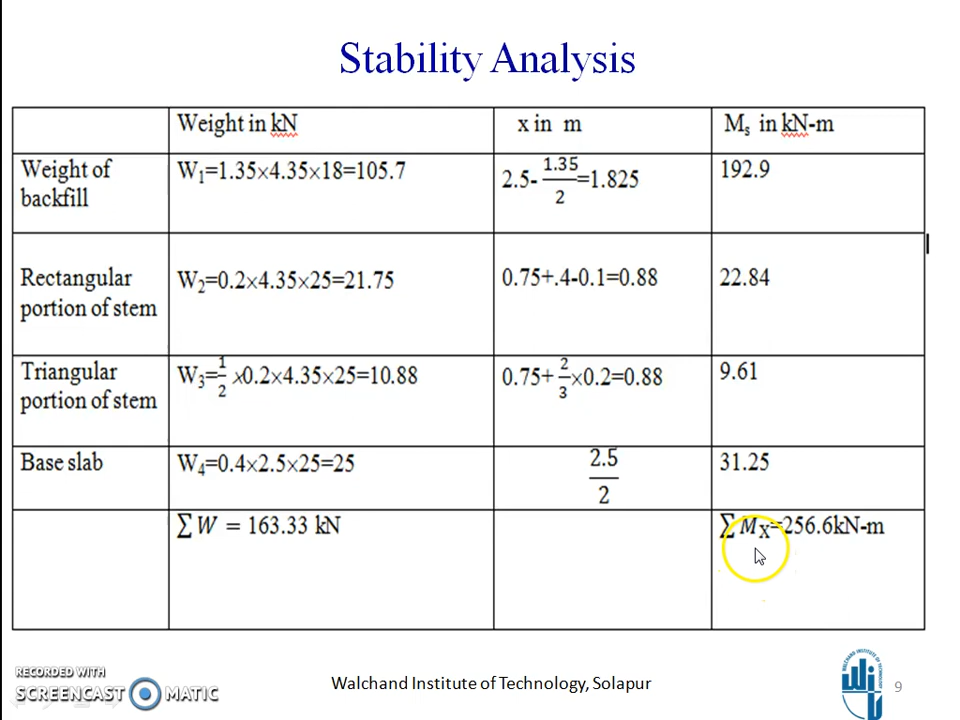 Stability Analysis
Weight in kN x in m Ms in kN-m
Weight of backfill W1=1.35×4.35×18=105.7 2.5- 1.35/2 =1.825 192.9
Rectangular portion of stem W2=0.2×4.35×25=21.75 0.75+.4-0.1=0.88 22.84
Triangular portion of stem W3=1/2 ×0.2×4.35×25=10.88 0.75+ 2/3 ×0.2=0.88 9.61
Base slab W4=0.4×2.5×25=25 2.5/2 31.25
∑W = 163.33 kN ∑MX=256.6kN-m
RECORDED WITH
SCREENCAST MATIC
Walchand Institute of Technology, Solapur
9